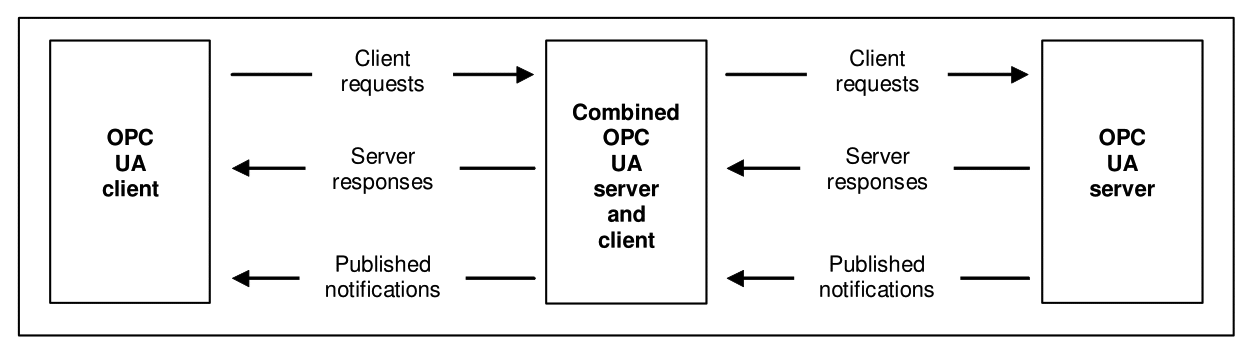 OPC
UA
client
Client
requests
Server
responses
Published
notifications
Combined
OPC
UA
server
and
client
Client
requests
Server
responses
Published
notifications
OPC
UA
server